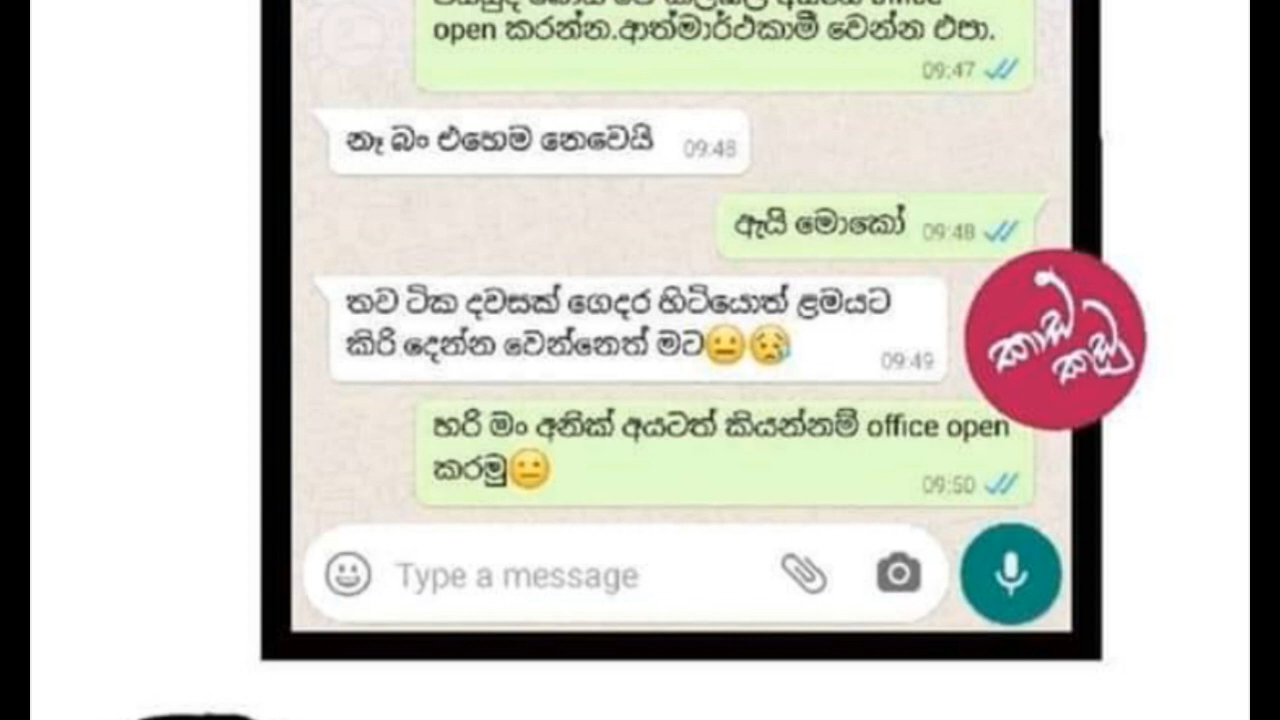 open කරන්න.ආත්මාර්ථකාමී වෙන්න එපා.
09:47
නෑ බං එහෙම නෙවෙයි 09:48
ඇයි මොකෝ 09:48
තව ටික දවසක් ගෙදර හිටියොත් ළමයට
කිරි දෙන්න වෙන්නෙත් මට😐😥
09:49
කාඩ්
කඩු
හරි මං අනික් අයටත් කියන්නම් office open
කරමු😐
09:50
Type a message